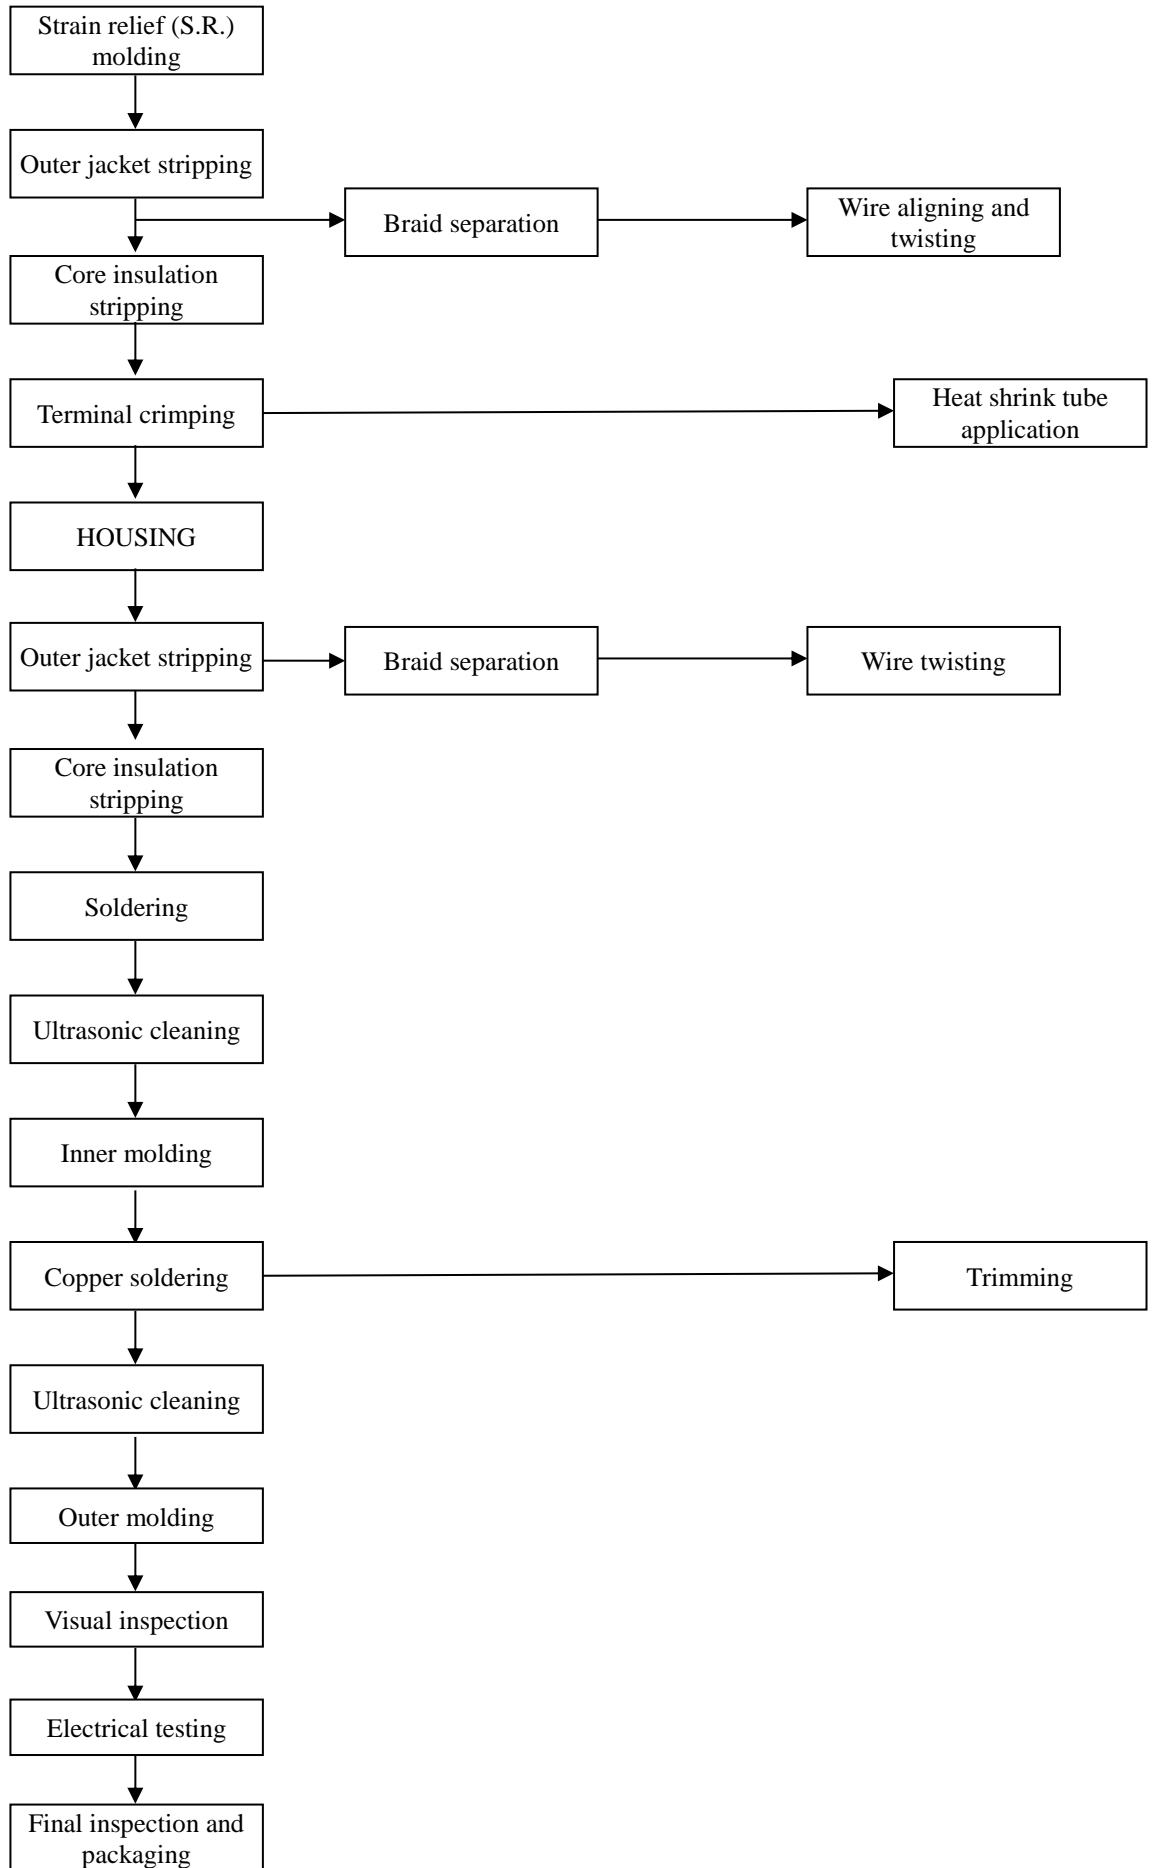 Strain relief (S.R.)
molding
Outer jacket stripping
Braid separation
Wire aligning and
twisting
Core insulation
stripping
Terminal crimping
Heat shrink tube
application
HOUSING
Outer jacket stripping
Braid separation
Wire twisting
Core insulation
stripping
Soldering
Ultrasonic cleaning
Inner molding
Copper soldering
Trimming
Ultrasonic cleaning
Outer molding
Visual inspection
Electrical testing
Final inspection and
packaging